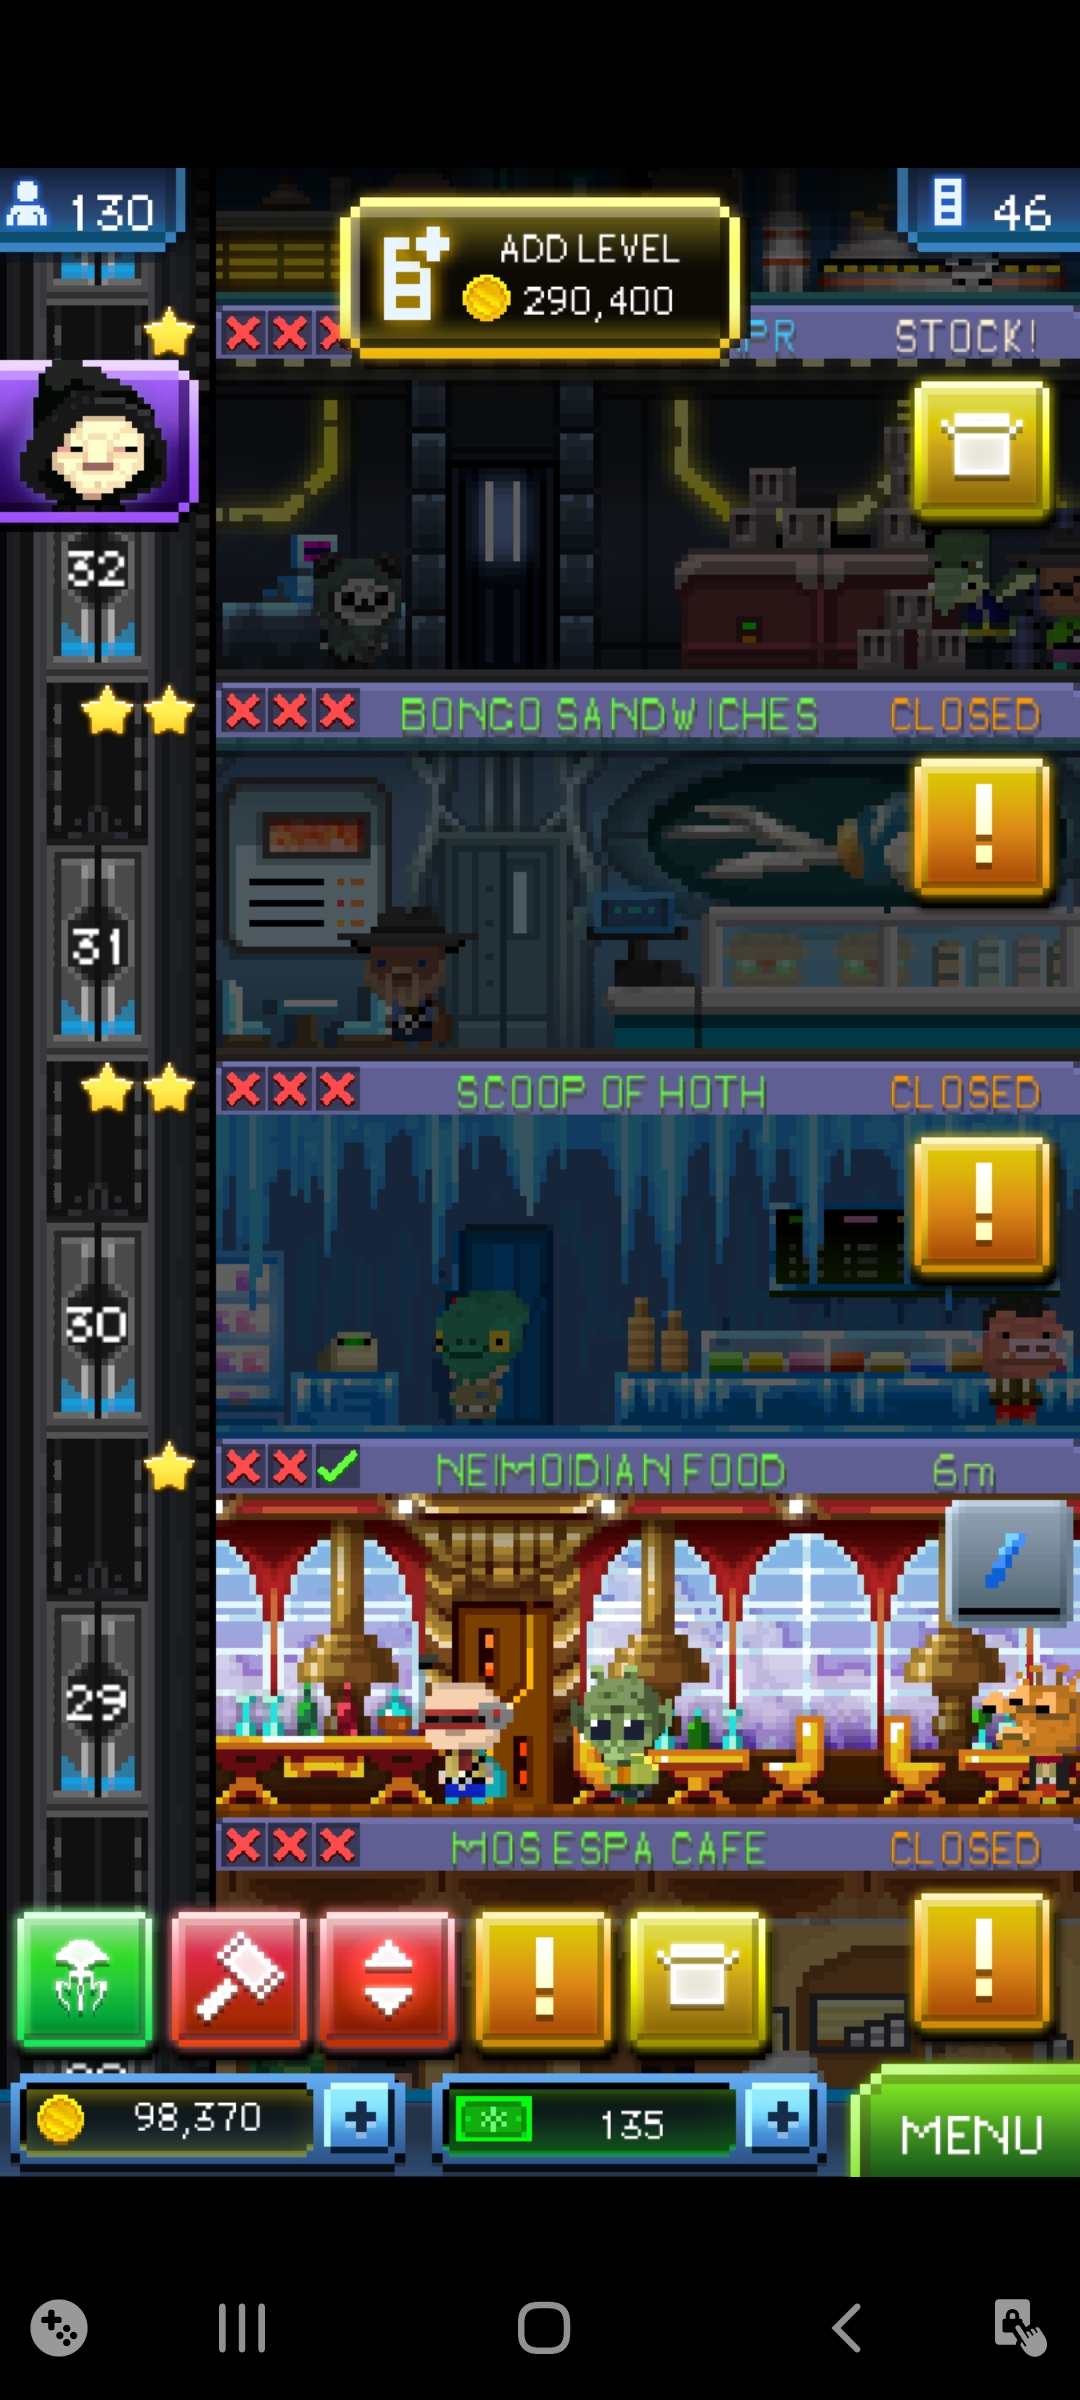 130
46
ADD LEVEL
290,400
STOCK!
32
BONGO SANDWICHES
CLOSED
31
SCOOP OF HOTH
CLOSED
30
NEIMOIDIAN FOOD
6m
29
MOS ESPA CAFE
CLOSED
98,370
135
MENU